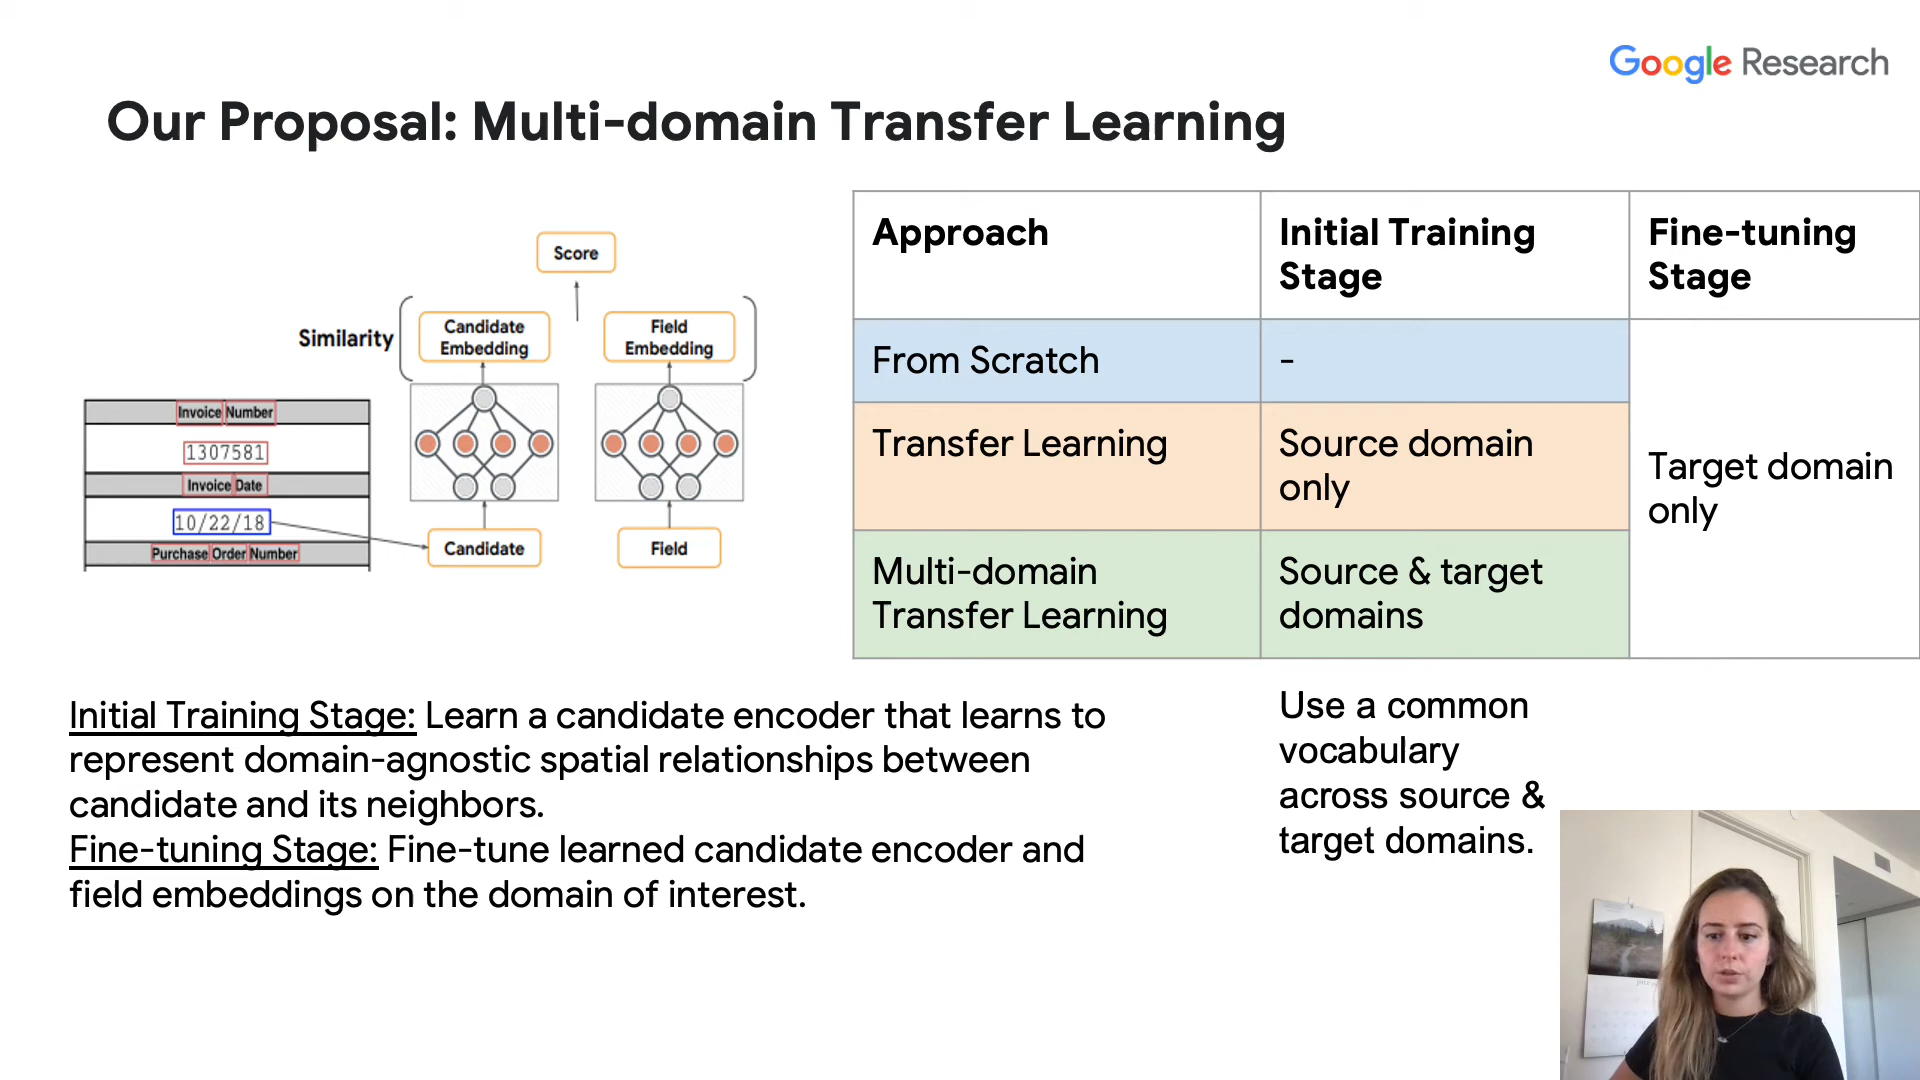 Google Research
Our Proposal: Multi-domain Transfer Learning
Score
Similarity
Candidate
Embedding
Field
Embedding
Invoice Number
1307581
Invoice Date
10/22/18
Purchase Order Number
Candidate
Field
Approach
Initial Training
Stage
Fine-tuning
Stage
From Scratch
-
Transfer Learning
Source domain
only
Multi-domain
Transfer Learning
Source & target
domains
Target domain
only
Initial Training Stage: Learn a candidate encoder that learns to
represent domain-agnostic spatial relationships between
candidate and its neighbors.
Fine-tuning Stage: Fine-tune learned candidate encoder and
field embeddings on the domain of interest.
Use a common
vocabulary
across source &
target domains.